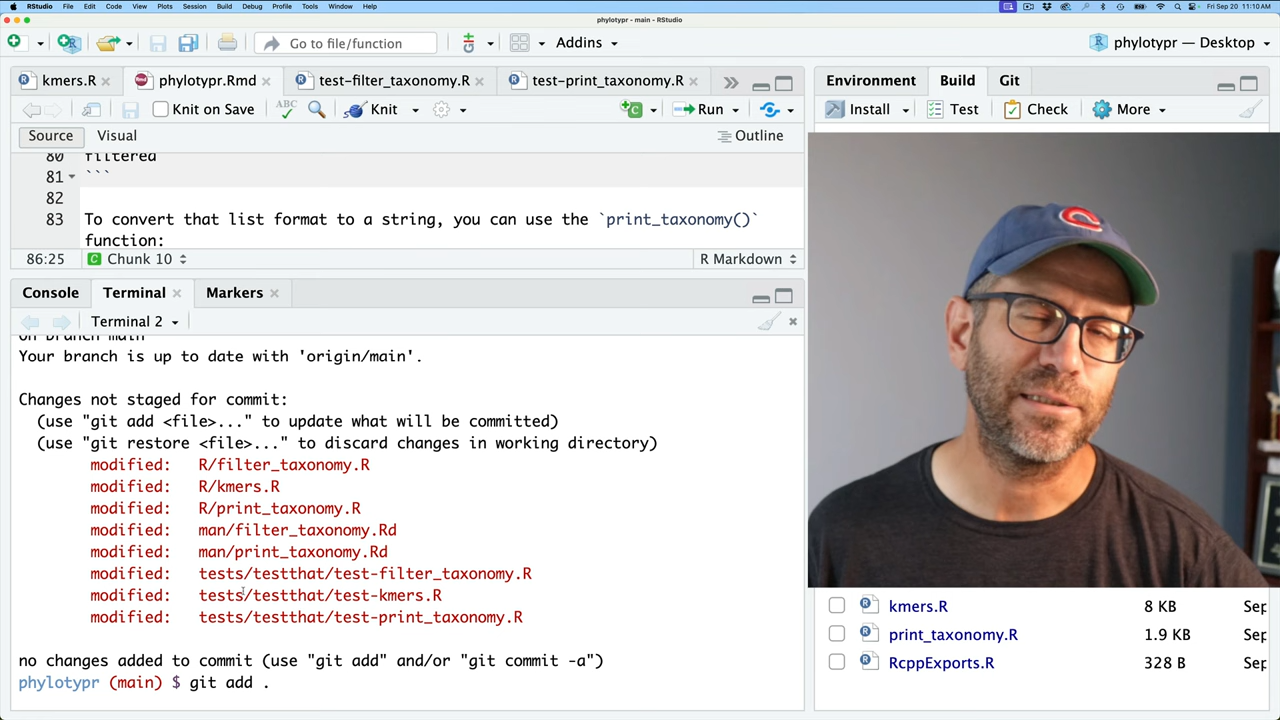 RStudio File Edit Code View Plots Session Build Debug Profile Tools Window Help Fri Sep 20 11:10 AM
phylotypr - main - RStudio
Go to file/function Addins phylotypr — Desktop
kmers.R phylotypr.Rmd test-filter_taxonomy.R test-print_taxonomy.R
Environment Build Git
Knit on Save ABC Knit Run
Install Test Check More
Source Visual Outline
80 filtered
81 ```
82
83 To convert that list format to a string, you can use the `print_taxonomy()`
function:
86:25 C Chunk 10 R Markdown
Console Terminal Markers
Terminal 2
On branch main
Your branch is up to date with 'origin/main'.
Changes not staged for commit:
(use "git add <file>..." to update what will be committed)
(use "git restore <file>..." to discard changes in working directory)
modified: R/filter_taxonomy.R
modified: R/kmers.R
modified: R/print_taxonomy.R
modified: man/filter_taxonomy.Rd
modified: man/print_taxonomy.Rd
modified: tests/testthat/test-filter_taxonomy.R
modified: tests/testthat/test-kmers.R
modified: tests/testthat/test-print_taxonomy.R
no changes added to commit (use "git add" and/or "git commit -a")
phylotypr (main) $ git add .
C
kmers.R 8 KB Sep
print_taxonomy.R 1.9 KB Sep
RcppExports.R 328 B Sep